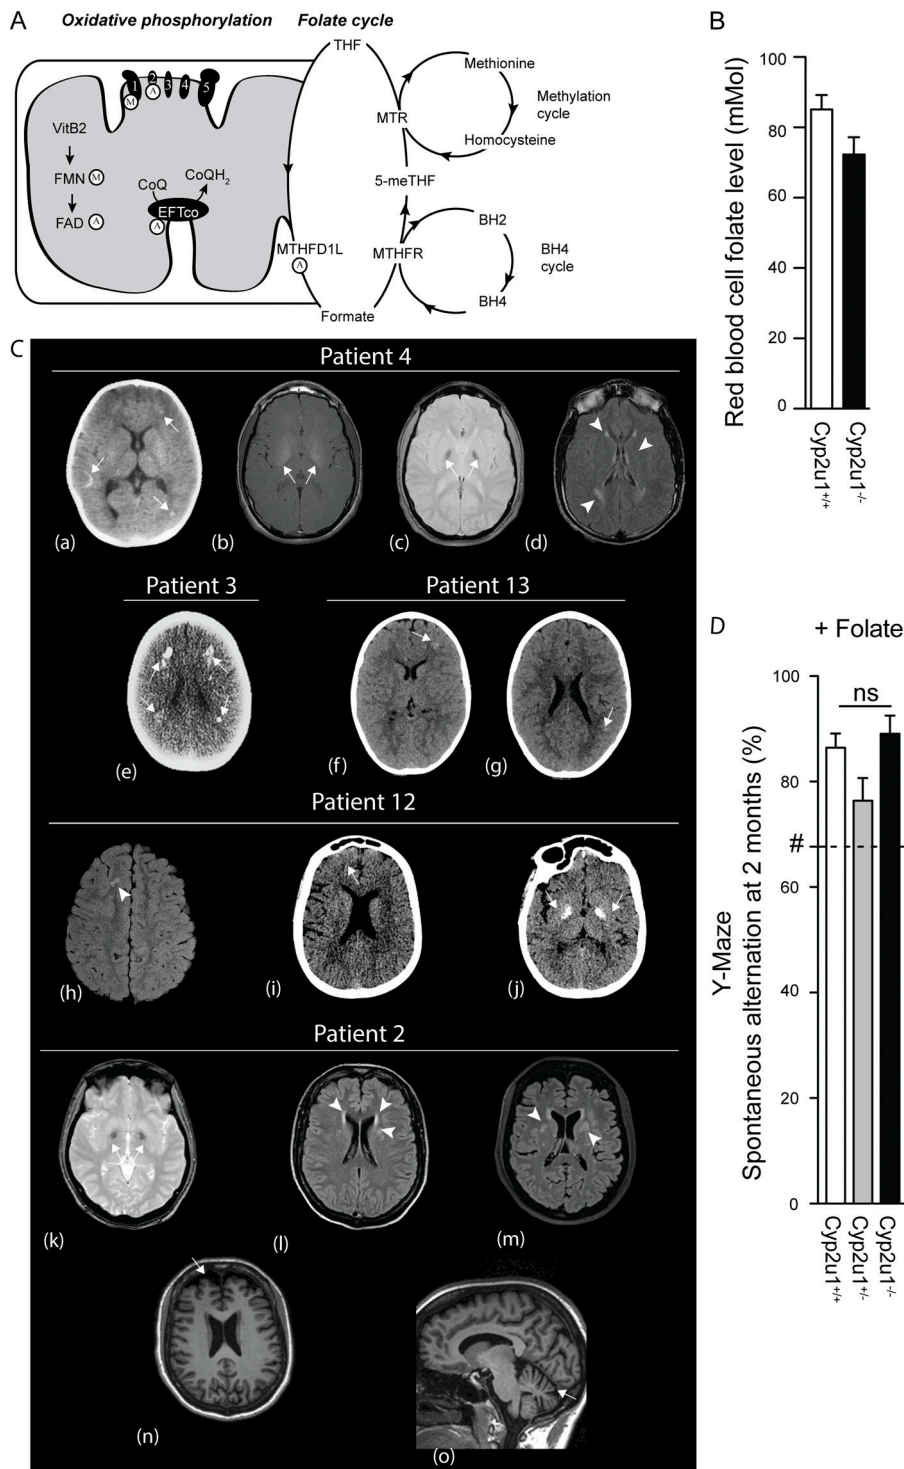 A
Oxidative phosphorylation
Folate cycle
THF
1
2
3
4
5
M
A
Methionine
MTR
Methylation
cycle
Homocysteine
VitB2
FMN M
FAD A
CoQ
CoQH2
EFTco
A
5-meTHF
MTHFD1L
A
MTHFR
BH2
BH4
cycle
BH4
Formate
B
Red blood cell folate level (mMol)
100
80
80
40
20
0
Cyp2u1+/+
Cyp2u1-/-
C
Patient 4
(a)
(b)
(c)
(d)
Patient 3
Patient 13
(e)
(f)
(g)
Patient 12
(h)
(i)
(j)
Patient 2
(k)
(l)
(m)
(n)
(o)
D
+ Folate
ns
Y-Maze
Spontaneous alternation at 2 months (%)
100
80
#
60
40
20
0
Cyp2u1+/+
Cyp2u1+/-
Cyp2u1-/-